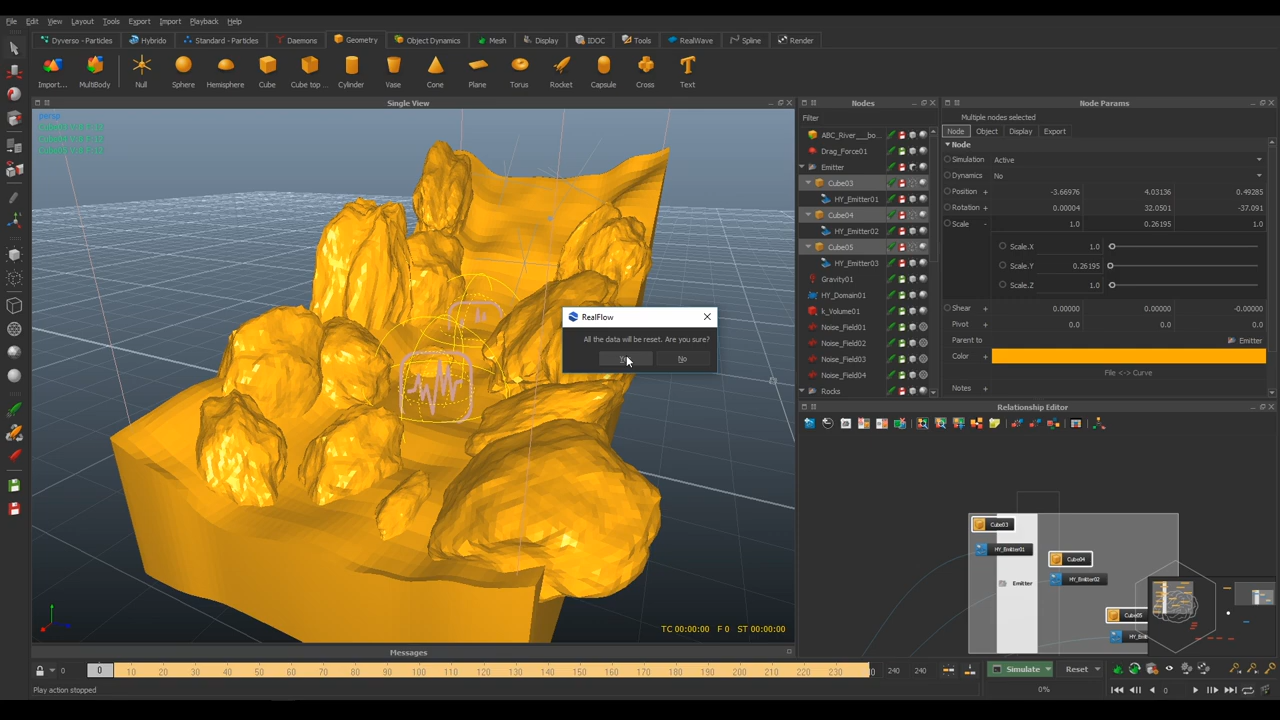 File Edit View Layout Tools Export Import Playback Help
Dyverso - Particles Hybrido Standard - Particles Daemons Geometry Object Dynamics Mesh Display IDOC Tools RealWave Spline Render
Import... MultiBody Null Sphere Hemisphere Cube Cube top ... Cylinder Vase Cone Plane Torus Rocket Capsule Cross Text
Single View
persp
Nodes
Filter
ABC_River___bo...
Drag_Force01
Emitter
Cube03
HY_Emitter01
Cube04
HY_Emitter02
Cube05
HY_Emitter03
Gravity01
HY_Domain01
k_Volume01
Noise_Field01
Noise_Field02
Noise_Field03
Noise_Field04
Rocks
Node Params
Multiple nodes selected
Node Object Display Export
Node
Simulation Active
Dynamics No
Position + -3.66976 4.03136 0.49285
Rotation + 0.00004 32.0501 -37.091
Scale - 1.0 0.26195 1.0
Scale.X 1.0
Scale.Y 0.26195
Scale.Z 1.0
Shear + 0.00000 0.00000 -0.00000
Pivot + 0.0 0.0 0.0
Parent to Emitter
Color +
File <-> Curve
Notes +
RealFlow
All the data will be reset. Are you sure?
No
Relationship Editor
Cube03
HY_Emitter01
Cube04
Emitter
HY_Emitter02
Cube05
TC 00:00:00 F 0 ST 00:00:00
Messages
0 0 10 20 30 40 50 60 70 80 90 100 110 120 130 140 150 160 170 180 190 200 210 220 230 240 240
Simulate Reset
0%
0
Play action stopped